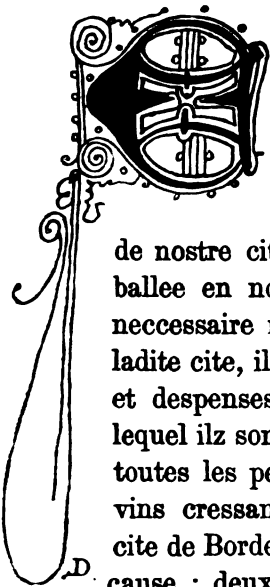 E
de nostre cit
ballee en no
neccessaire
ladite cite, il
et despenses
lequel ilz son
toutes les pe
vins cressan
cite de Borde
D.
cause : deux